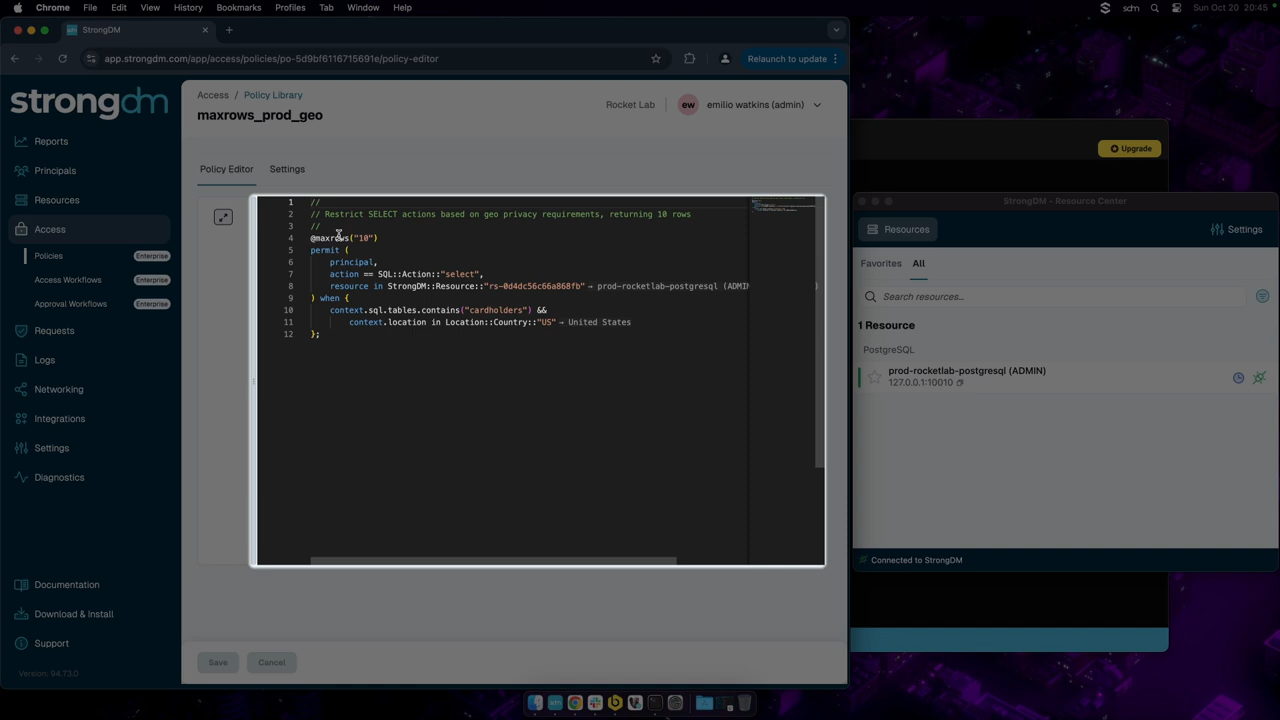 Chrome File Edit View History Bookmarks Profiles Tab Window Help
sdm Sun Oct 20 20:45
StrongDM
app.strongdm.com/app/access/policies/po-5d9bf6116715691e/policy-editor
Relaunch to update
strongdm
Reports
Principals
Resources
Access
Policies Enterprise
Access Workflows Enterprise
Approval Workflows Enterprise
Requests
Logs
Networking
Integrations
Settings
Diagnostics
Documentation
Download & Install
Support
Version: 94.73.0
Access / Policy Library
maxrows_prod_geo
Rocket Lab
ew emilio watkins (admin)
Policy Editor Settings
1 //
2 // Restrict SELECT actions based on geo privacy requirements, returning 10 rows
3 //
4 @maxrows("10")
5 permit (
6 principal,
7 action == SQL::Action::"select",
8 resource in StrongDM::Resource::"rs-0d4dc56c66a868fb" → prod-rocketlab-postgresql (ADMIN
9 ) when {
10 context.sql.tables.contains("cardholders") &&
11 context.location in Location::Country::"US" → United States
12 };
Save Cancel
Upgrade
StrongDM - Resource Center
Resources Settings
Favorites All
Search resources...
1 Resource
PostgreSQL
prod-rocketlab-postgresql (ADMIN)
127.0.0.1:10010
Connected to StrongDM